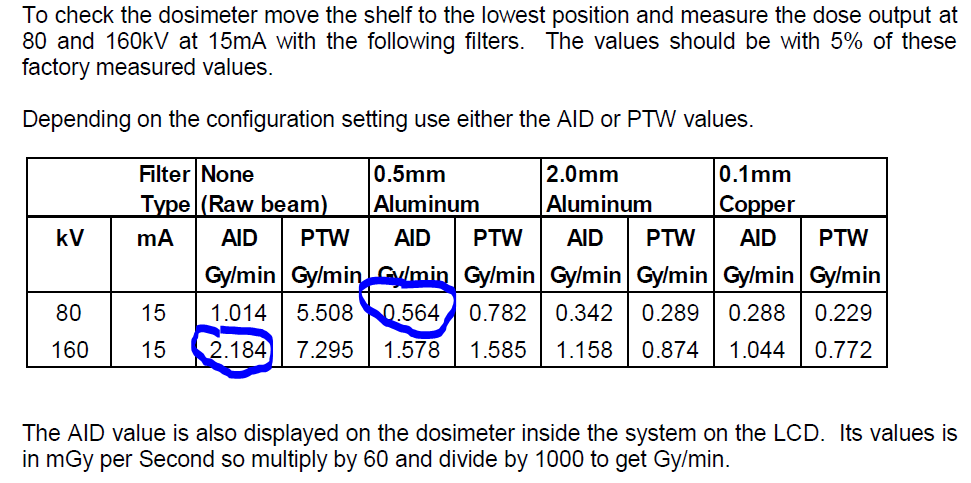 To check the dosimeter move the shelf to the lowest position and measure the dose output at
80 and 160kV at 15mA with the following filters. The values should be with 5% of these
factory measured values.
Depending on the configuration setting use either the AID or PTW values.
Filter None 0.5mm 2.0mm 0.1mm
Type (Raw beam) Aluminum Aluminum Copper
kV mA AID PTW AID PTW AID PTW AID PTW
Gy/min Gy/min Gy/min Gy/min Gy/min Gy/min Gy/min Gy/min
80 15 1.014 5.508 0.564 0.782 0.342 0.289 0.288 0.229
160 15 2.184 7.295 1.578 1.585 1.158 0.874 1.044 0.772
The AID value is also displayed on the dosimeter inside the system on the LCD. Its values is
in mGy per Second so multiply by 60 and divide by 1000 to get Gy/min.